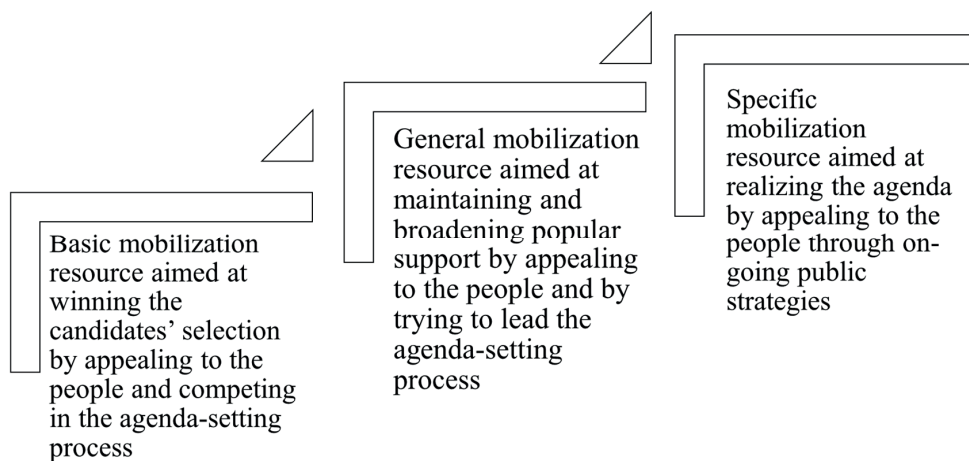 Basic mobilization
resource aimed at
winning the
candidates’ selection
by appealing to the
people and competing
in the agenda-setting
process
General mobilization
resource aimed at
maintaining and
broadening popular
support by appealing
to the people and by
trying to lead the
agenda-setting
process
Specific
mobilization
resource aimed at
realizing the agenda
by appealing to the
people through on-
going public
strategies